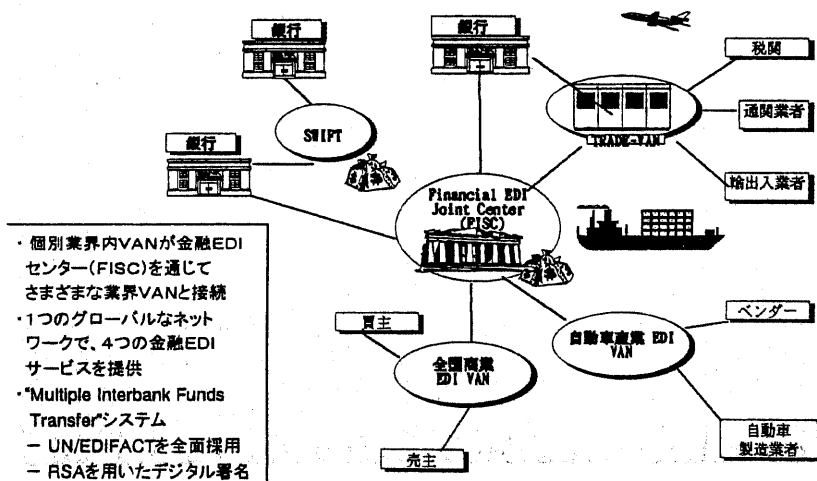 銀行
銀行
税関
SWIFT
TRADE-VAN
通関業者
銀行
輸出入業者
Financial EDI
Joint Center
(FISC)
・個別業界内VANが金融EDI
センター(FISC)を通じて
さまざまな業界VANと接続
・1つのグローバルなネット
ワークで、4つの金融EDI
サービスを提供
・"Multiple Interbank Funds
Transfer"システム
－ UN/EDIFACTを全面採用
－ RSAを用いたデジタル署名
買主
全国商業
EDI VAN
自動車産業 EDI
VAN
ベンダー
売主
自動車
製造業者